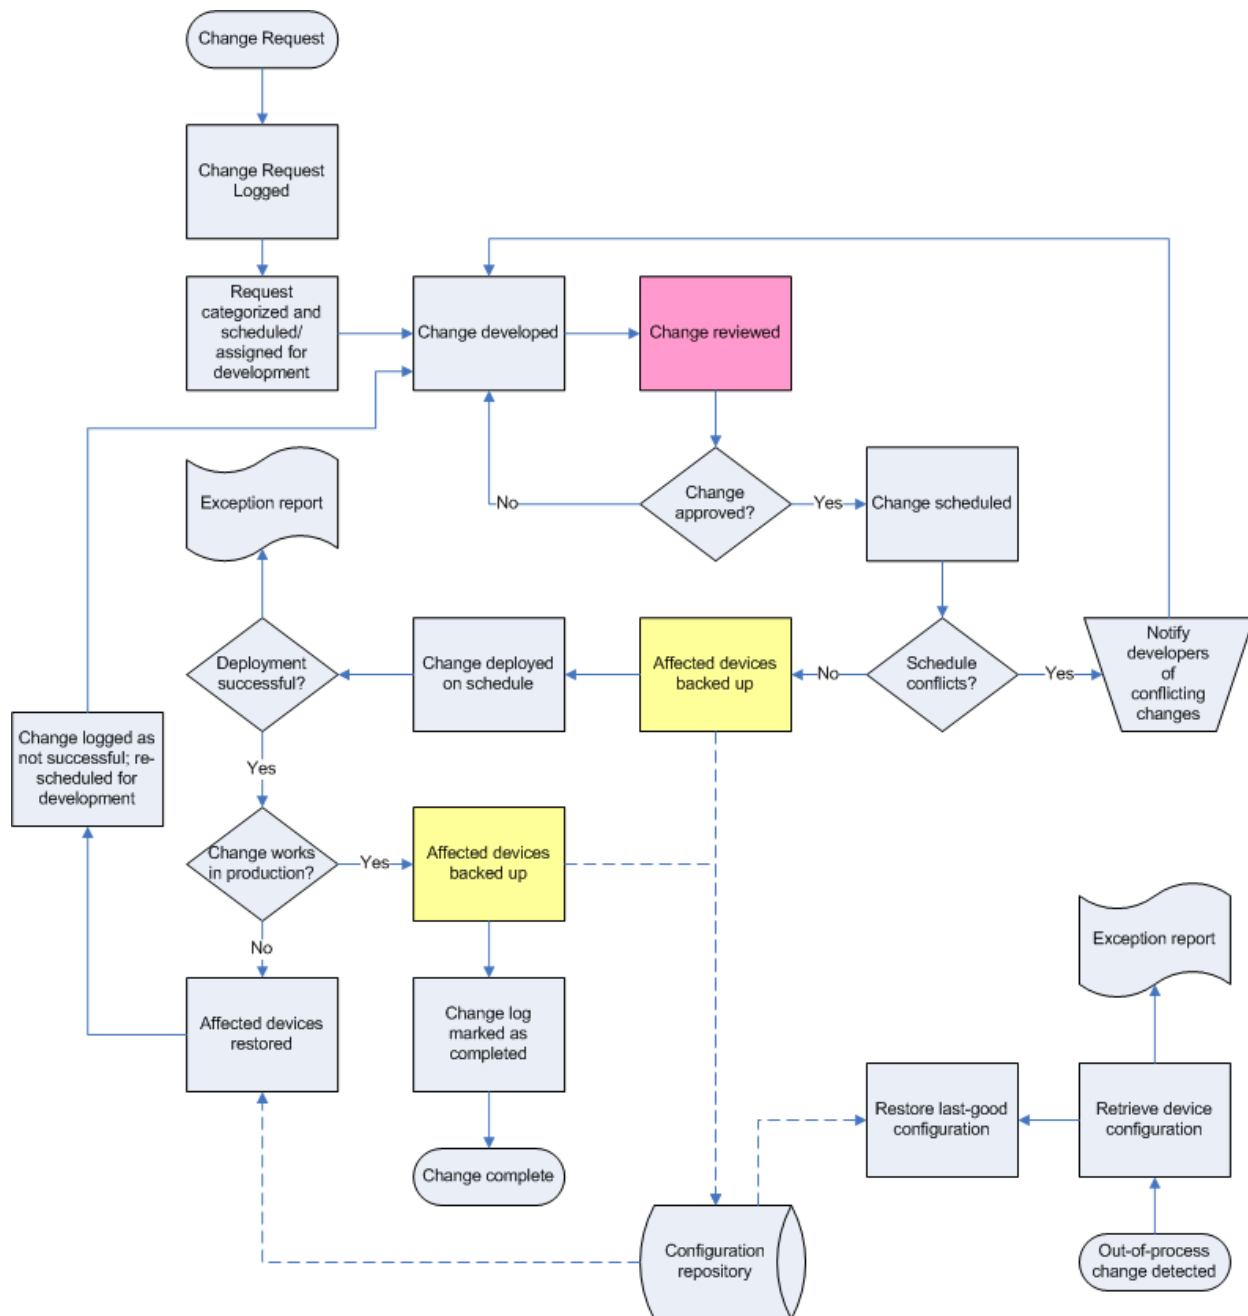 Change Request
Change Request
Logged
Request
categorized and
scheduled/
assigned for
development
Change developed
Change reviewed
Exception report
No
Change
approved?
Yes
Change scheduled
Deployment
successful?
Change deployed
on schedule
Affected devices
backed up
No
Schedule
conflicts?
Yes
Notify
developers
of
conflicting
changes
Change logged as
not successful; re-
scheduled for
development
Yes
Change works
in production?
Yes
Affected devices
backed up
No
Exception report
Affected devices
restored
Change log
marked as
completed
Restore last-good
configuration
Retrieve device
configuration
Change complete
Configuration
repository
Out-of-process
change detected